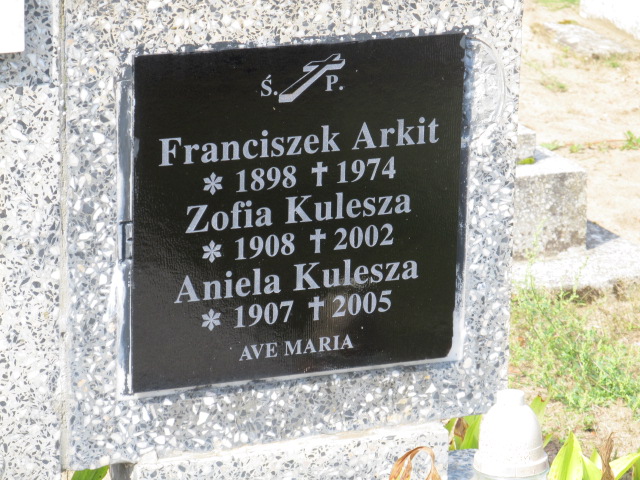 Ś. P.
Franciszek Arkit
* 1898 † 1974
Zofia Kulesza
* 1908 † 2002
Aniela Kulesza
* 1907 † 2005
AVE MARIA